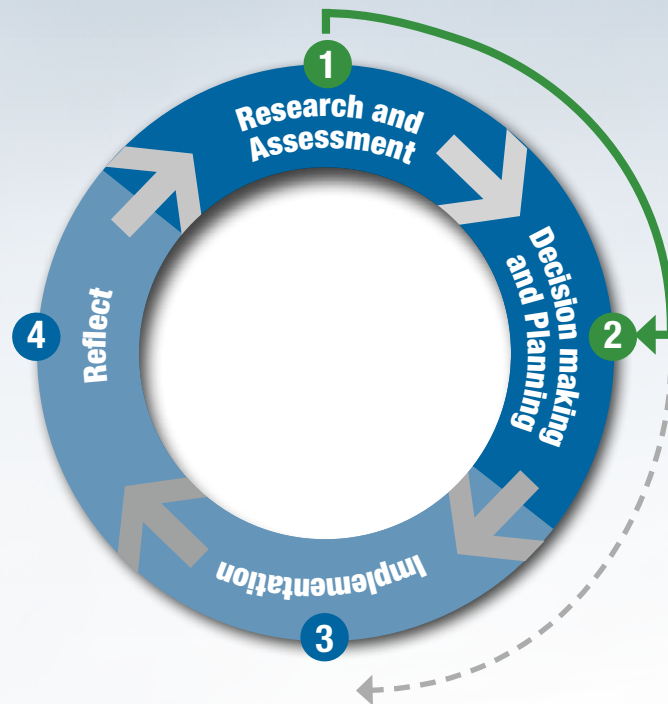 1
Research and
Assessment
2
Decision making
and Planning
3
Implementation
4
Reflect